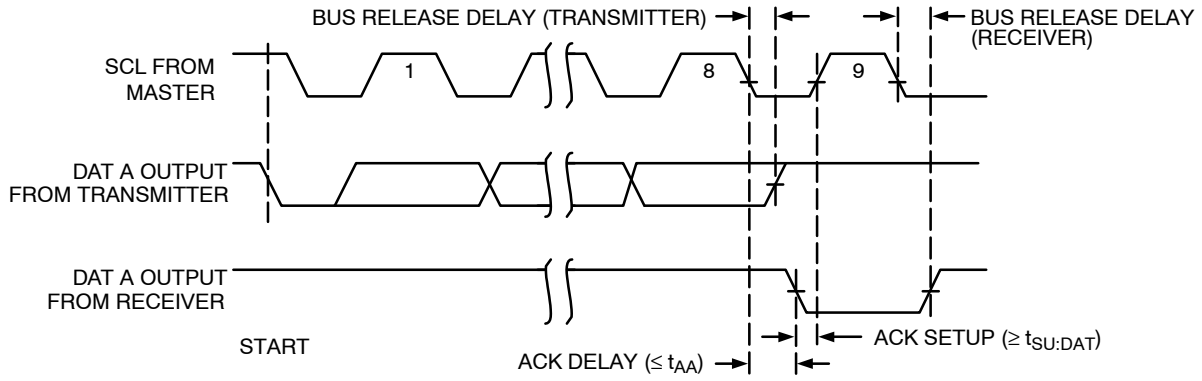 BUS RELEASE DELAY (TRANSMITTER)
BUS RELEASE DELAY
(RECEIVER)
SCL FROM
MASTER
1
8
9
DAT A OUTPUT
FROM TRANSMITTER
DAT A OUTPUT
FROM RECEIVER
START
ACK SETUP (≥ tSU:DAT)
ACK DELAY (≤ tAA)